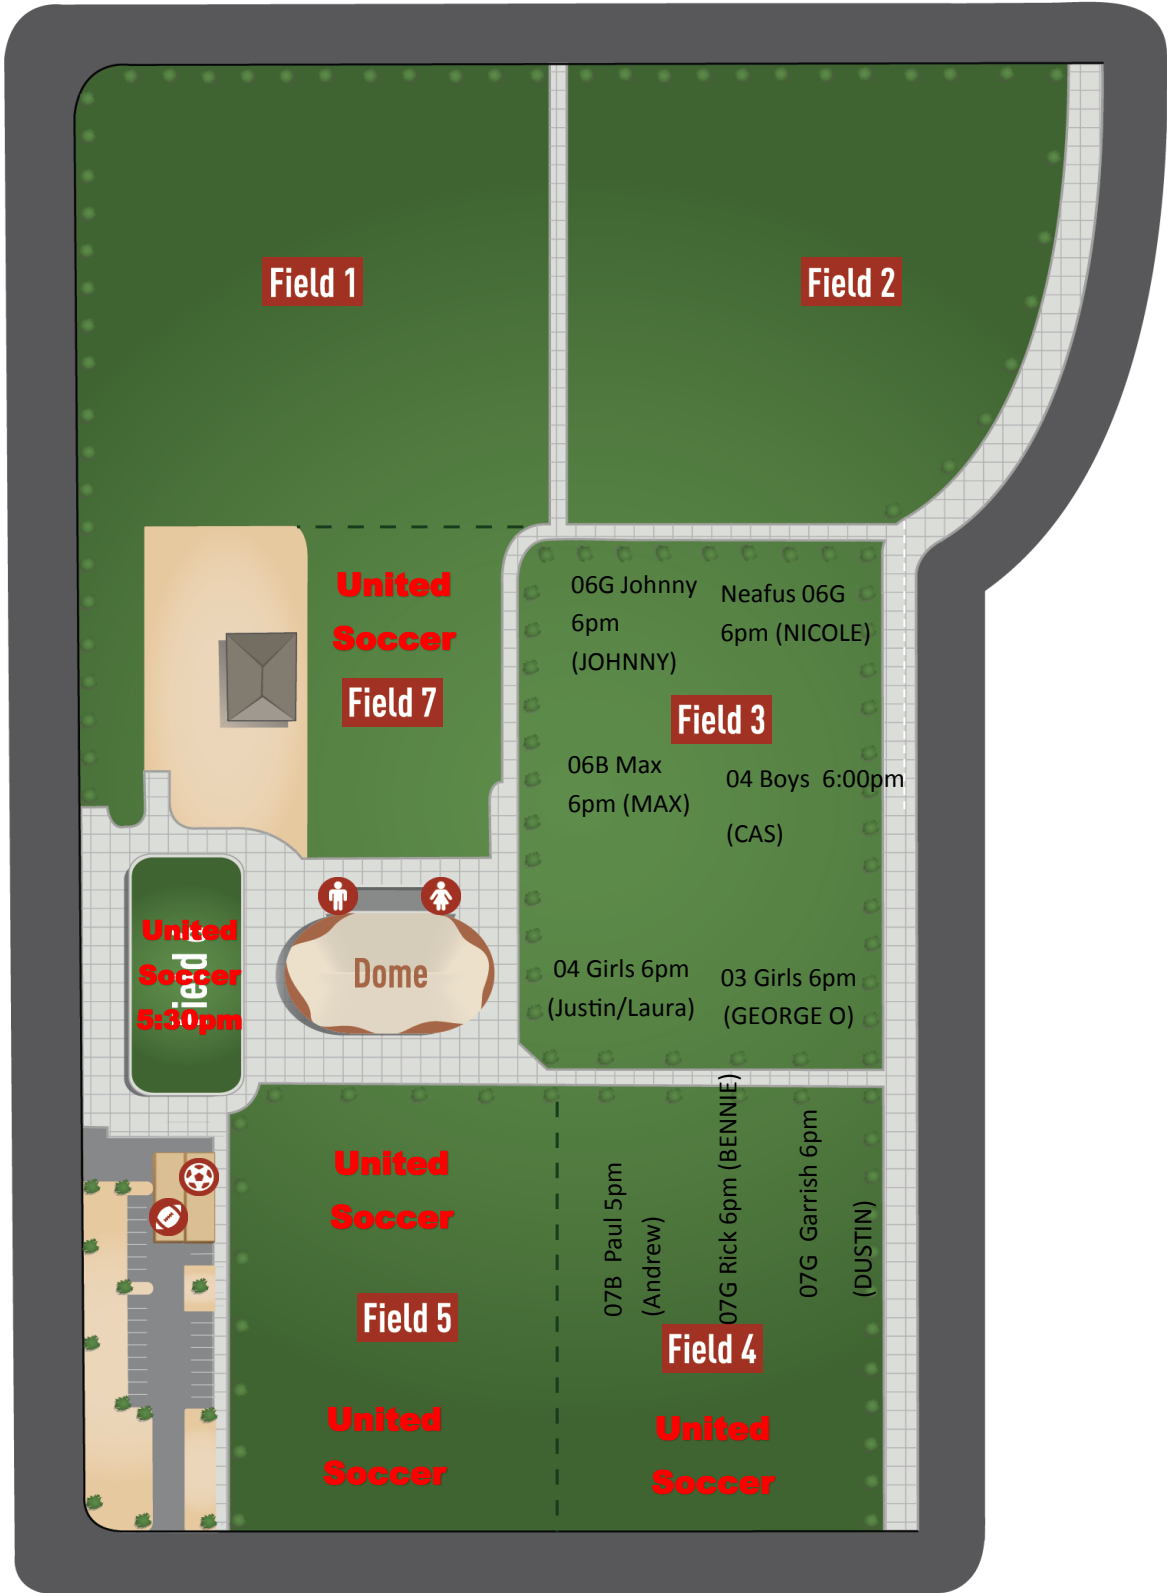 Field 1
Field 2
United
Soccer
Field 7
06G Johnny
6pm
(JOHNNY)
Neafus 06G
6pm (NICOLE)
Field 3
06B Max
6pm (MAX)
04 Boys 6:00pm
(CAS)
04 Girls 6pm
(Justin/Laura)
03 Girls 6pm
(GEORGE O)
United
Soccer
5:30pm
Field
Dome
United
Soccer
Field 5
United
Soccer
07B Paul 5pm
(Andrew)
07G Rick 6pm (BENNIE)
07G Garrish 6pm
(DUSTIN)
Field 4
United
Soccer